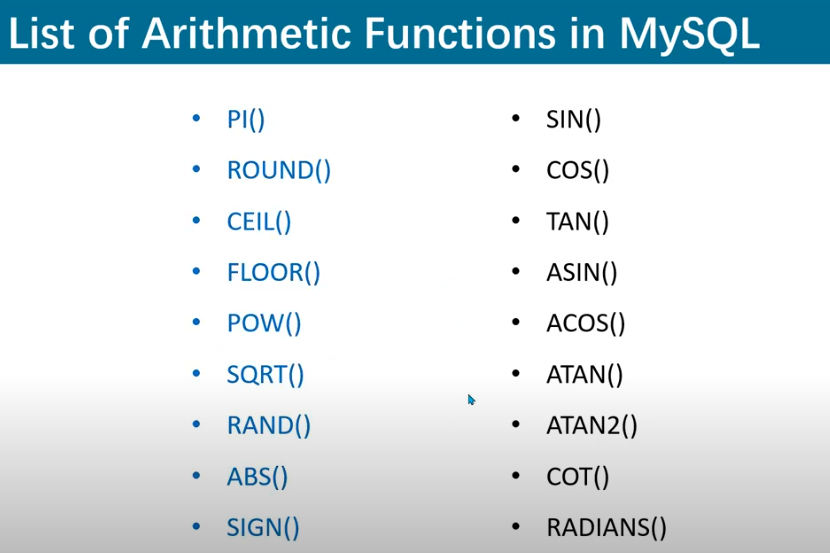 List of Arithmetic Functions in MySQL
• PI()
• ROUND()
• CEIL()
• FLOOR()
• POW()
• SQRT()
• RAND()
• ABS()
• SIGN()
• SIN()
• COS()
• TAN()
• ASIN()
• ACOS()
• ATAN()
• ATAN2()
• COT()
• RADIANS()